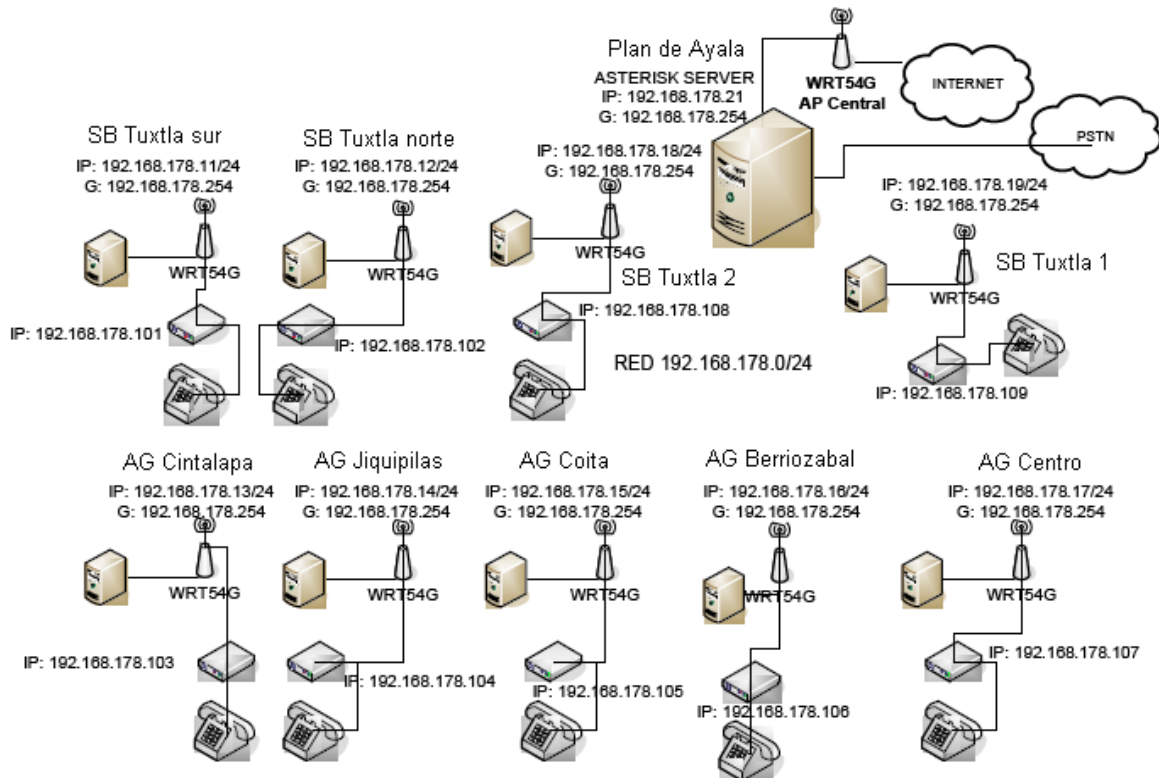 Plan de Ayala
ASTERISK SERVER
IP: 192.168.178.21
G: 192.168.178.254
WRT54G
AP Central
INTERNET
PSTN
SB Tuxtla sur
IP: 192.168.178.11/24
G: 192.168.178.254
WRT54G
IP: 192.168.178.101
SB Tuxtla norte
IP: 192.168.178.12/24
G: 192.168.178.254
WRT54G
IP: 192.168.178.102
IP: 192.168.178.18/24
G: 192.168.178.254
WRT54G
SB Tuxtla 2
IP: 192.168.178.108
RED 192.168.178.0/24
IP: 192.168.178.19/24
G: 192.168.178.254
SB Tuxtla 1
WRT54G
IP: 192.168.178.109
AG Cintalapa
IP: 192.168.178.13/24
G: 192.168.178.254
WRT54G
IP: 192.168.178.103
AG Jiquipilas
IP: 192.168.178.14/24
G: 192.168.178.254
WRT54G
IP: 192.168.178.104
AG Coita
IP: 192.168.178.15/24
G: 192.168.178.254
WRT54G
IP: 192.168.178.105
AG Berriozabal
IP: 192.168.178.16/24
G: 192.168.178.254
WRT54G
IP: 192.168.178.106
AG Centro
IP: 192.168.178.17/24
G: 192.168.178.254
WRT54G
IP: 192.168.178.107